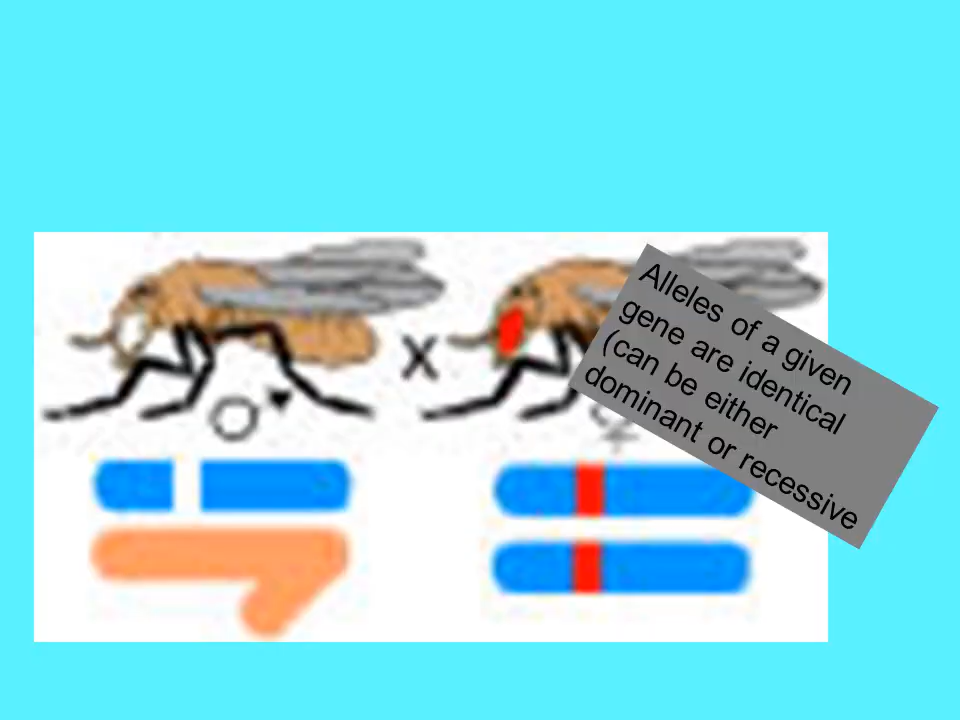 X
Alleles of a given
gene are identical
(can be either
dominant or recessive